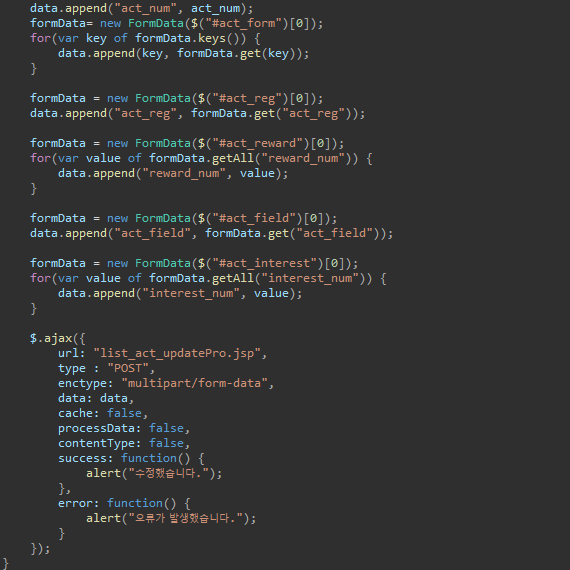 data.append("act_num", act_num);
formData= new FormData($("#act_form")[0]);
for(var key of formData.keys()) {
data.append(key, formData.get(key));
}
formData = new FormData($("#act_reg")[0]);
data.append("act_reg", formData.get("act_reg"));
formData = new FormData($("#act_reward")[0]);
for(var value of formData.getAll("reward_num")) {
data.append("reward_num", value);
}
formData = new FormData($("#act_field")[0]);
data.append("act_field", formData.get("act_field"));
formData = new FormData($("#act_interest")[0]);
for(var value of formData.getAll("interest_num")) {
data.append("interest_num", value);
}
$.ajax({
url: "list_act_updatePro.jsp",
type : "POST",
enctype: "multipart/form-data",
data: data,
cache: false,
processData: false,
contentType: false,
success: function() {
alert("수정했습니다.");
},
error: function() {
alert("오류가 발생했습니다.");
}
});
}